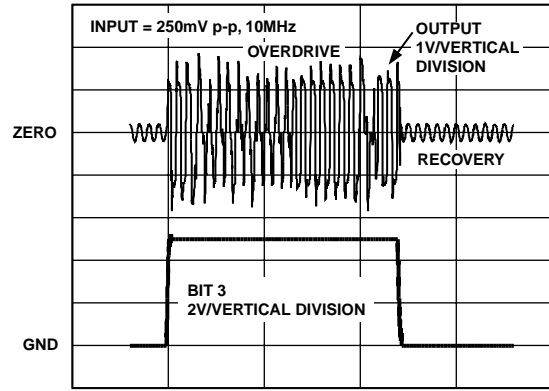 INPUT = 250mV p-p, 10MHz
OVERDRIVE
OUTPUT
1V/VERTICAL
DIVISION
ZERO
RECOVERY
BIT 3
2V/VERTICAL DIVISION
GND